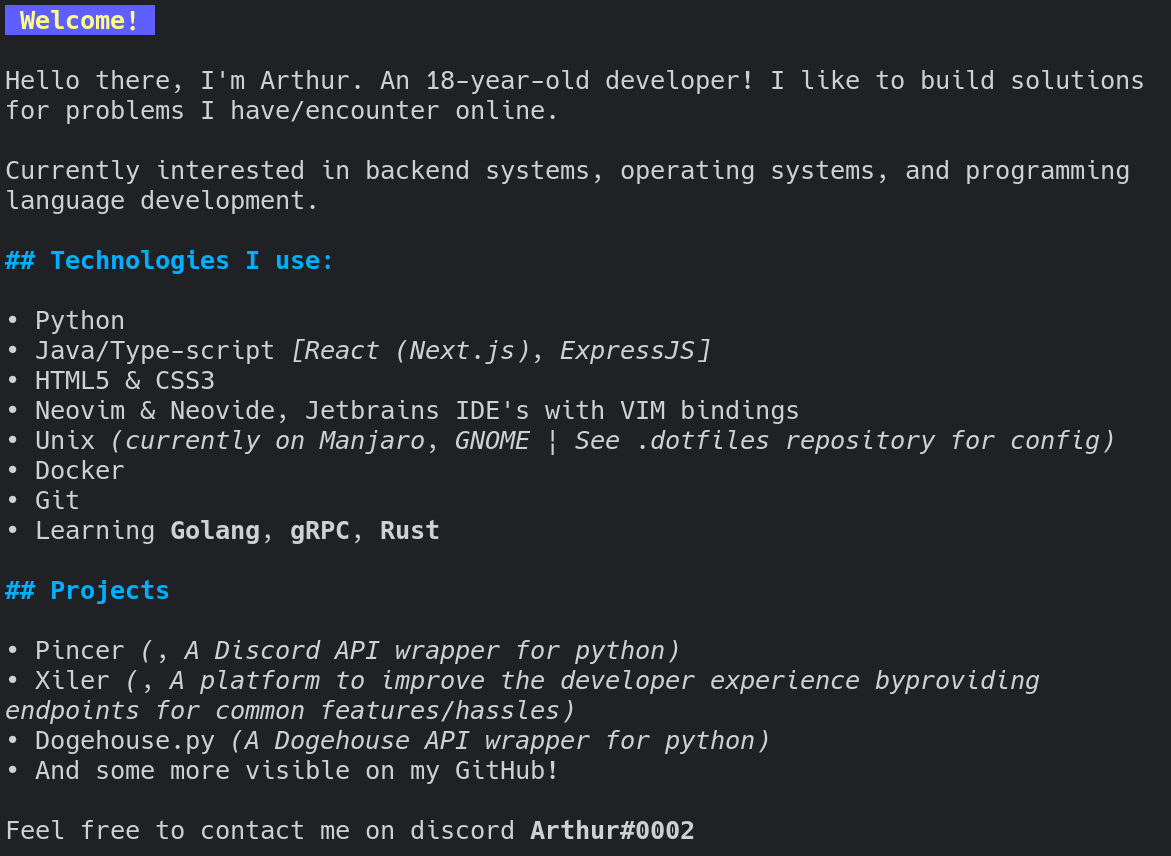 Welcome!
Hello there, I'm Arthur. An 18-year-old developer! I like to build solutions
for problems I have/encounter online.
Currently interested in backend systems, operating systems, and programming
language development.
## Technologies I use:
• Python
• Java/Type-script [React (Next.js), ExpressJS]
• HTML5 & CSS3
• Neovim & Neovide, Jetbrains IDE's with VIM bindings
• Unix (currently on Manjaro, GNOME | See .dotfiles repository for config)
• Docker
• Git
• Learning Golang, gRPC, Rust
## Projects
• Pincer (, A Discord API wrapper for python)
• Xiler (, A platform to improve the developer experience byproviding
endpoints for common features/hassles)
• Dogehouse.py (A Dogehouse API wrapper for python)
• And some more visible on my GitHub!
Feel free to contact me on discord Arthur#0002